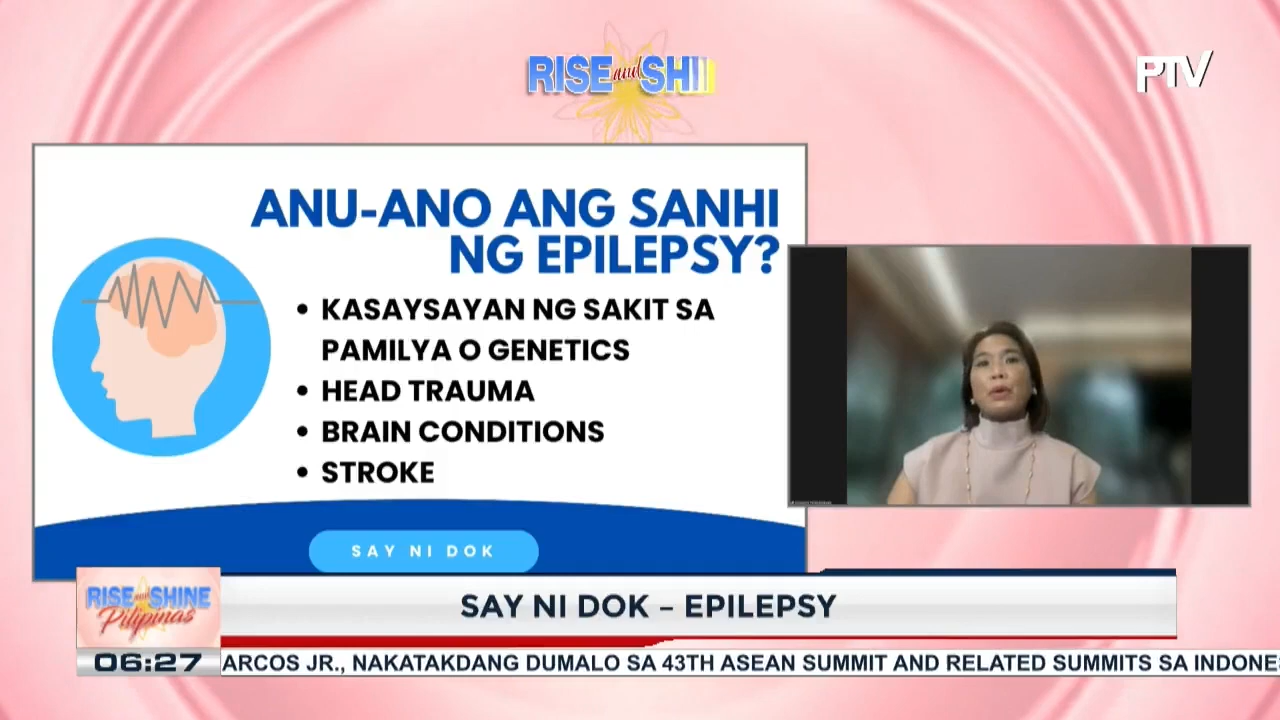 RISE and SHI
PTV
ANU-ANO ANG SANHI
NG EPILEPSY?
• KASAYSAYAN NG SAKIT SA
PAMILYA O GENETICS
• HEAD TRAUMA
• BRAIN CONDITIONS
• STROKE
SAY NI DOK
RISE and SHINE
Pilipinas
SAY NI DOK – EPILEPSY
06:27
ARCOS JR., NAKATAKDANG DUMALO SA 43TH ASEAN SUMMIT AND RELATED SUMMITS SA INDONE